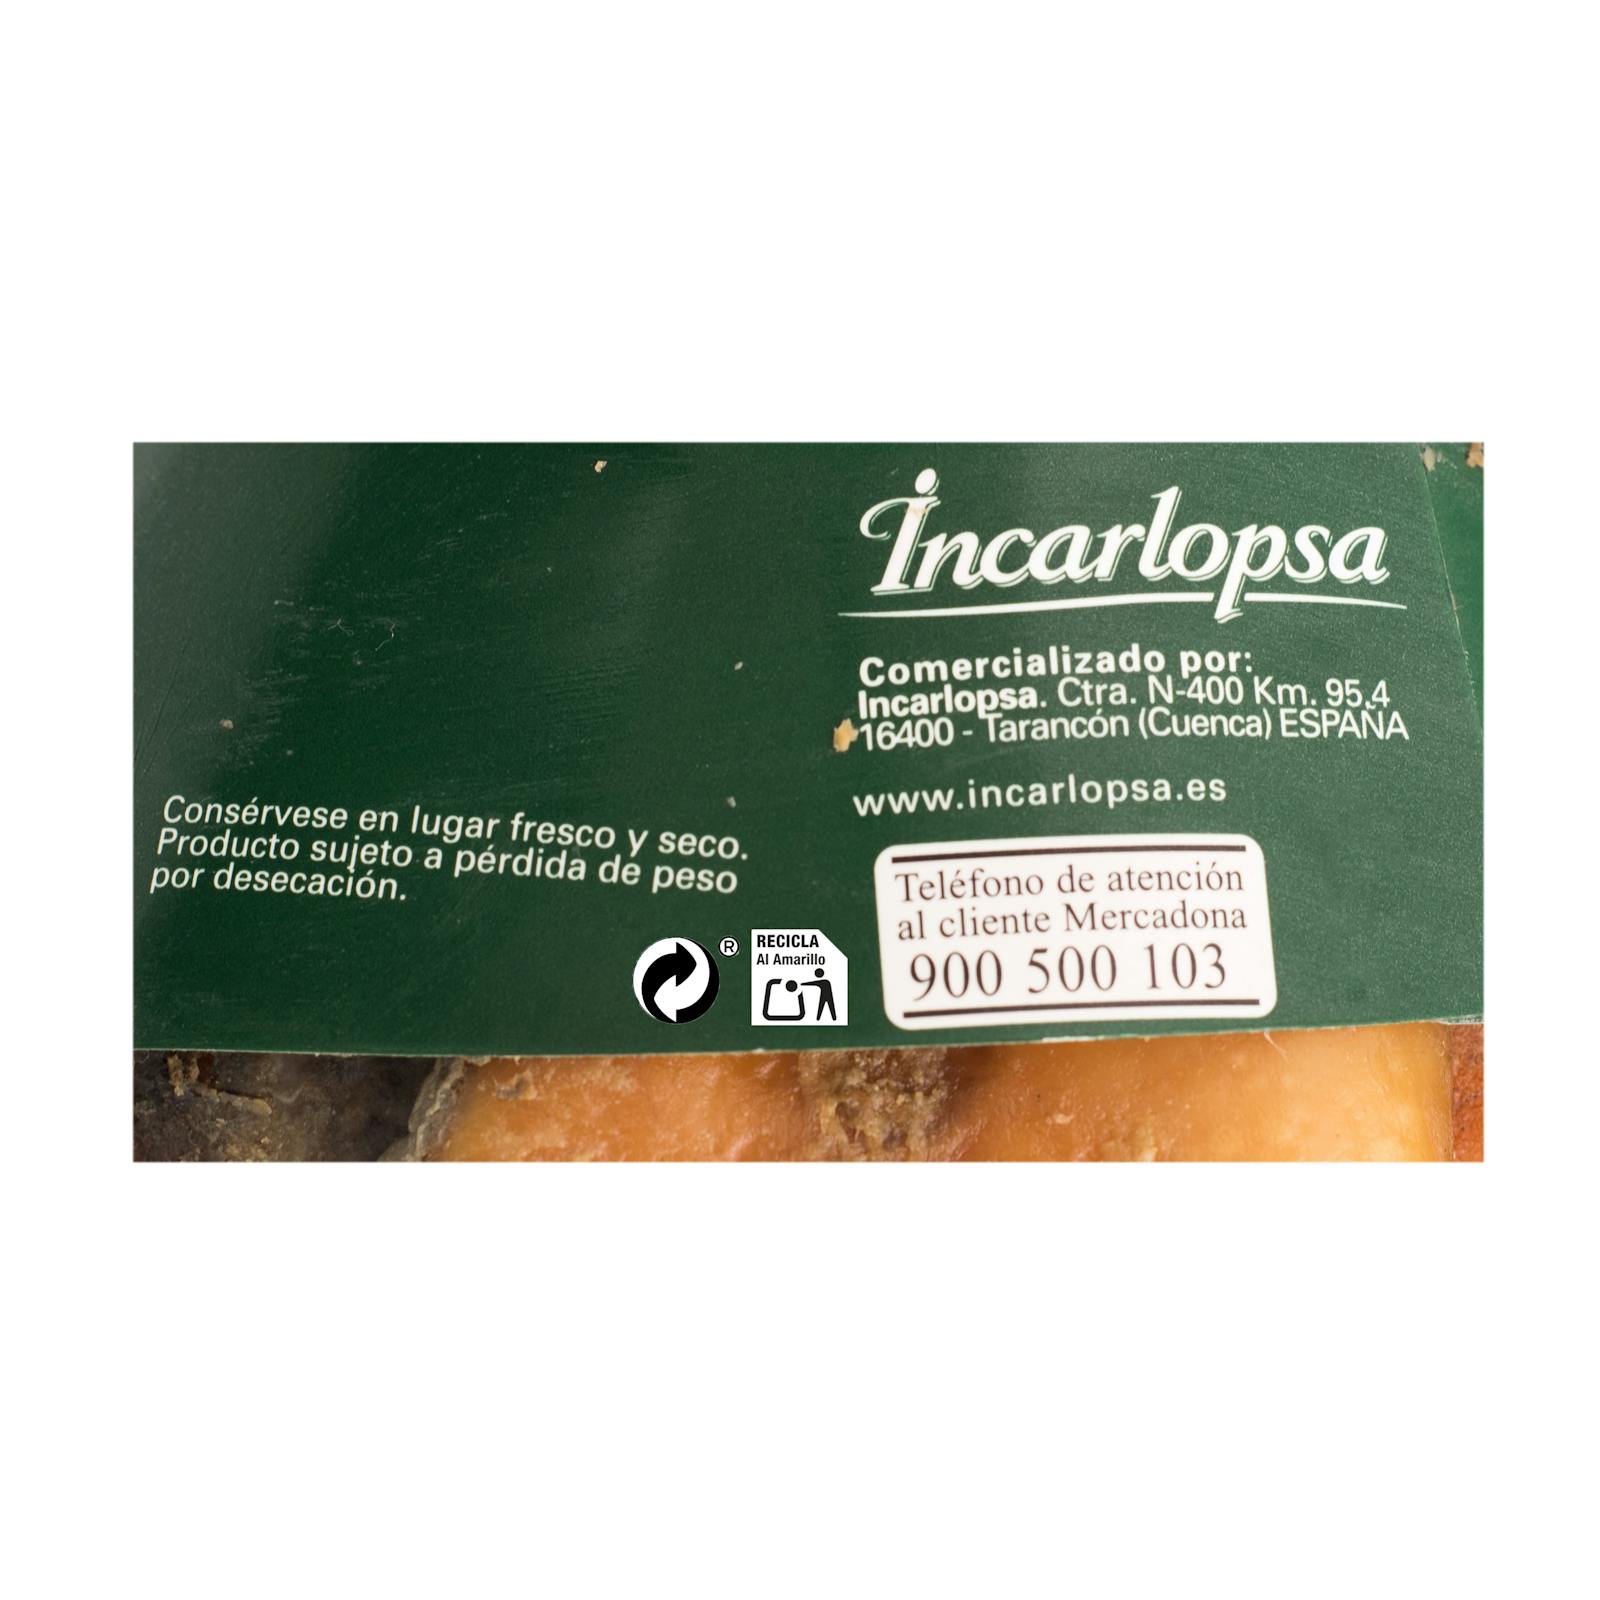 Incarlopsa
Comercializado por:
Incarlopsa. Ctra. N-400 Km. 95,4
16400 - Tarancón (Cuenca) ESPAÑA
www.incarlopsa.es
Consérvese en lugar fresco y seco.
Producto sujeto a pérdida de peso
por desecación.
®
RECICLA
Al Amarillo
Teléfono de atención
al cliente Mercadona
900 500 103